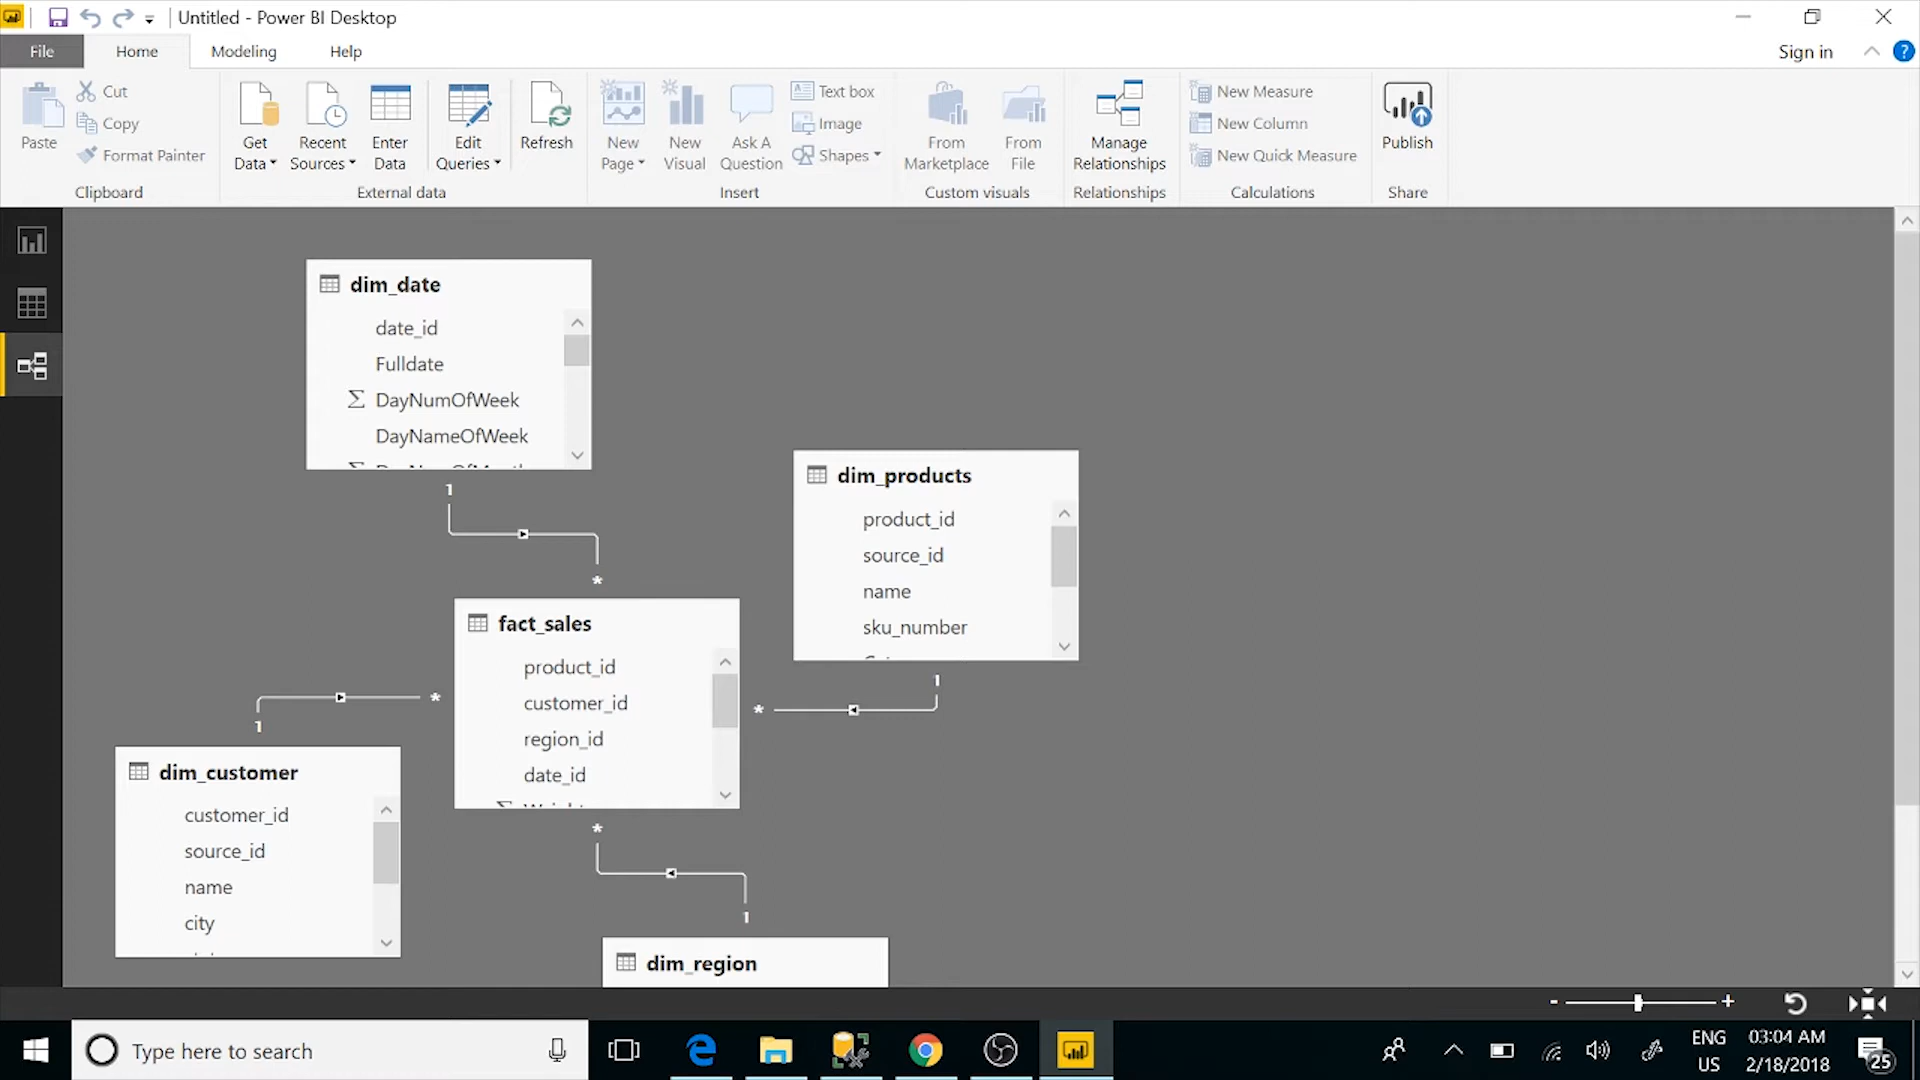 Untitled - Power BI Desktop
File
Home
Modeling
Help
Sign in
?
Paste
Cut
Copy
Format Painter
Clipboard
Get
Data
Recent
Sources
Enter
Data
Edit
Queries
Refresh
External data
New
Page
New
Visual
Ask A
Question
Text box
Image
Shapes
Insert
From
Marketplace
From
File
Custom visuals
Manage
Relationships
Relationships
New Measure
New Column
New Quick Measure
Calculations
Publish
Share
dim_date
date_id
Fulldate
Σ DayNumOfWeek
DayNameOfWeek
1
*
dim_products
product_id
source_id
name
sku_number
1
*
fact_sales
product_id
customer_id
region_id
date_id
*
1
dim_customer
customer_id
source_id
name
city
*
1
dim_region
- +
Type here to search
ENG
US
03:04 AM
2/18/2018
25